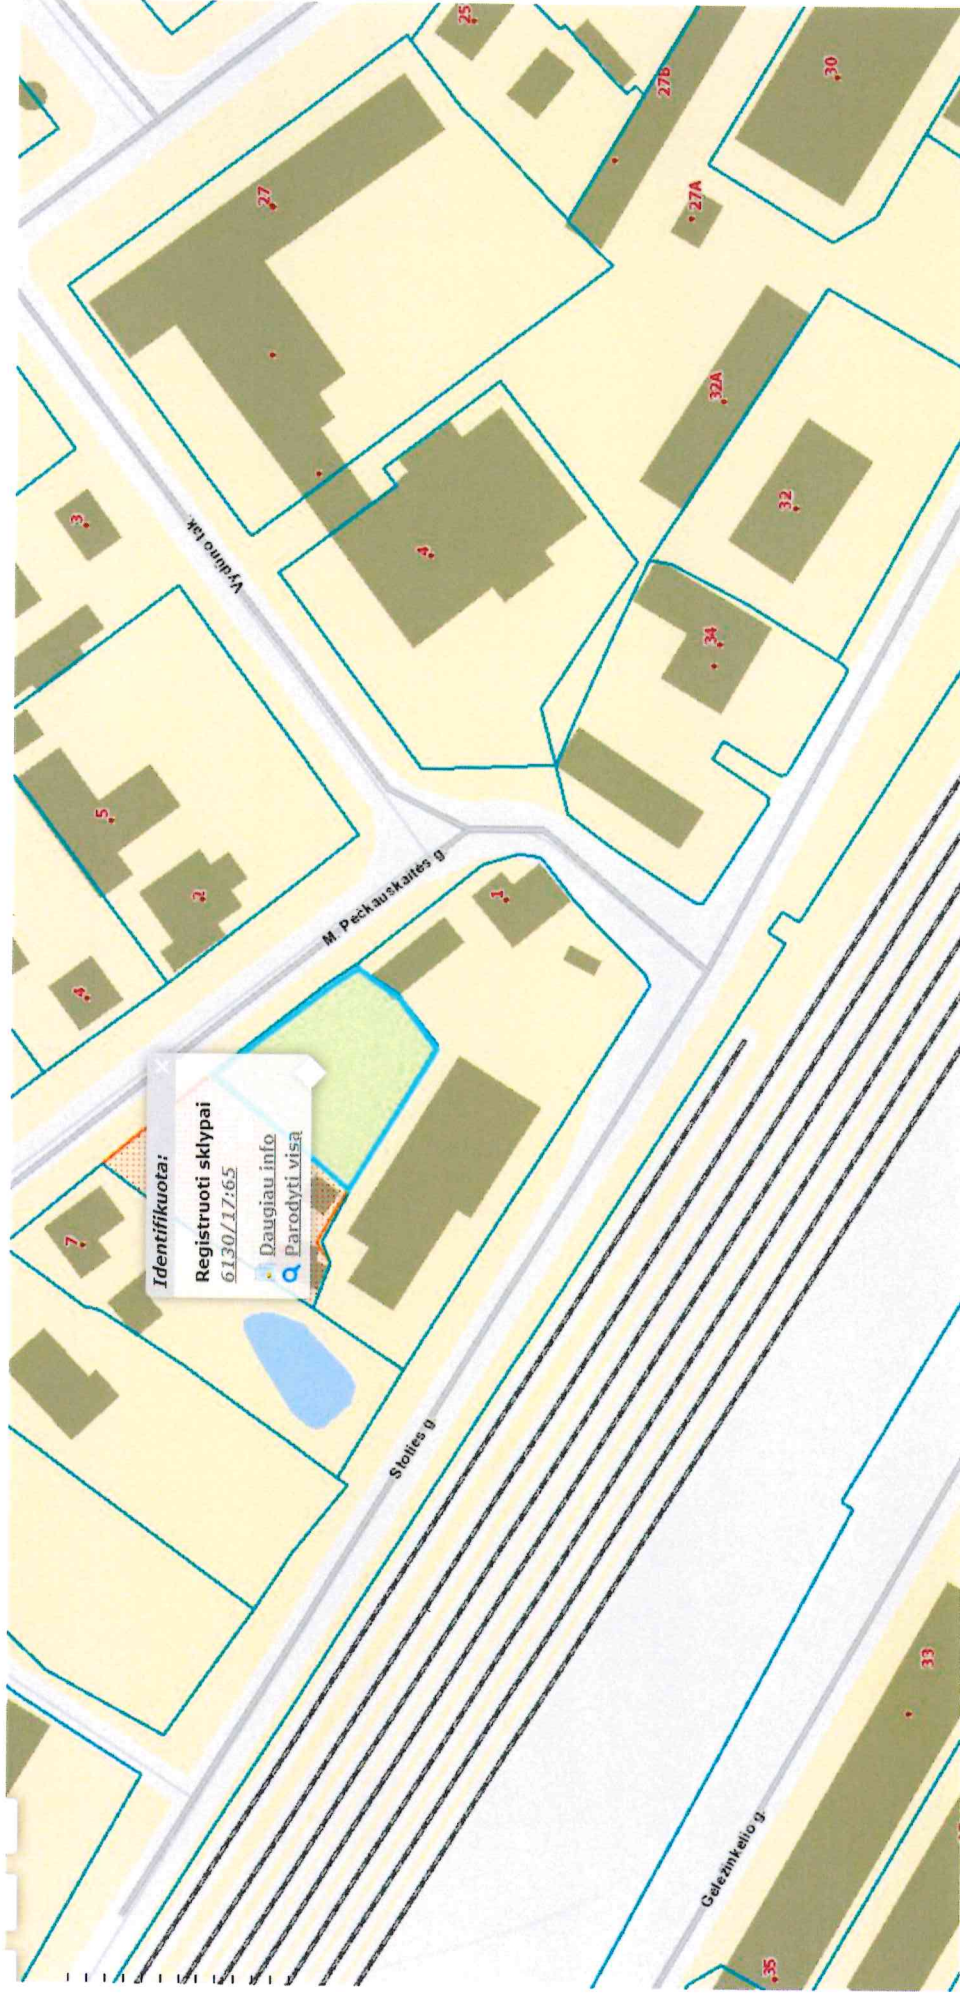 Identifikuota:
Registruoti sklypai
6130/17:65
Daugiau info
Parodyti visą
Vydūno tak.
M. Pečkauskaitės g.
Stoties g.
Geležinkelio g.
25
27B
30
27
27A
3
32A
32
4
34
5
2
1
4
7
33
35